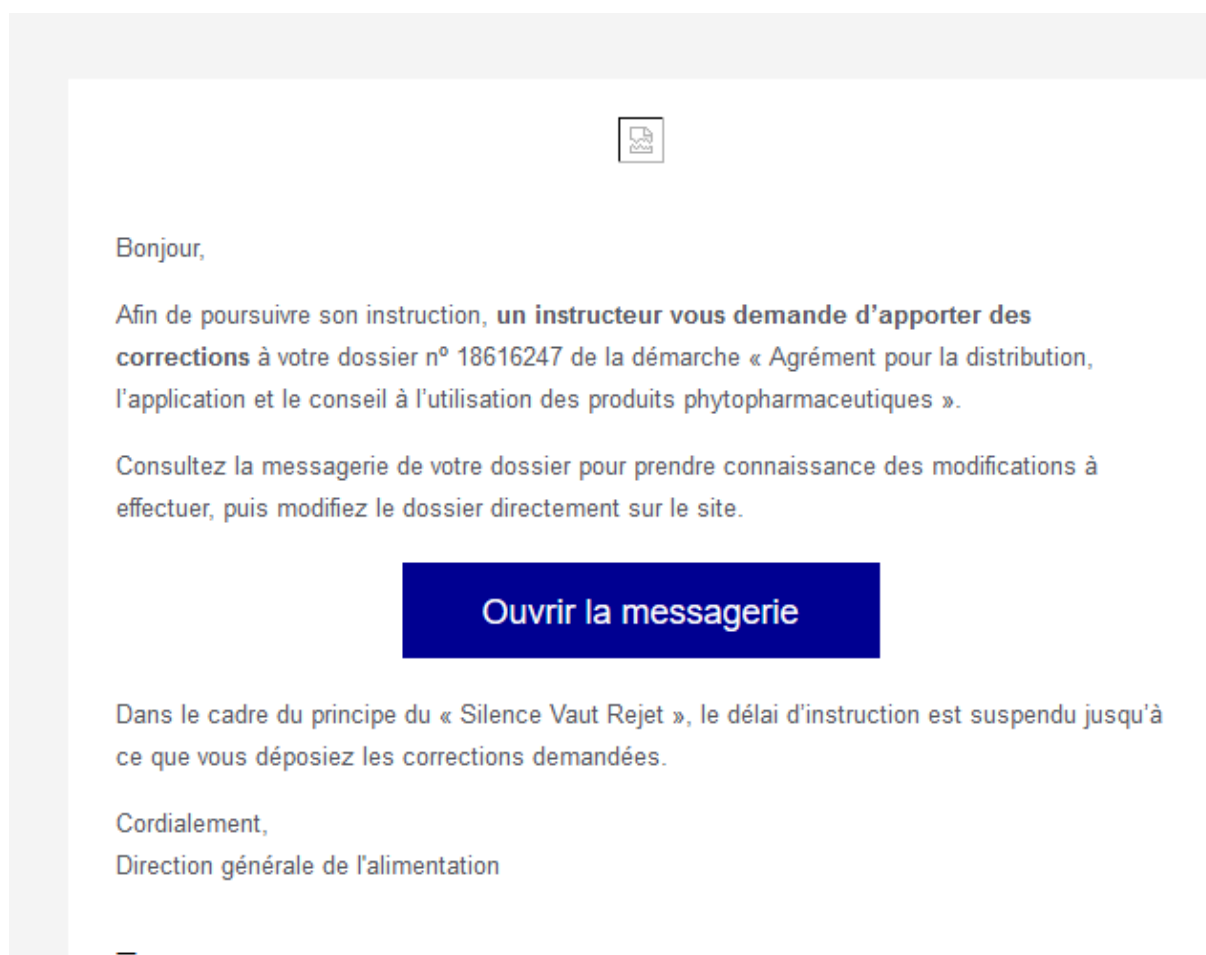 Bonjour,
Afin de poursuivre son instruction, un instructeur vous demande d’apporter des
corrections à votre dossier nº 18616247 de la démarche « Agrément pour la distribution,
l’application et le conseil à l’utilisation des produits phytopharmaceutiques ».
Consultez la messagerie de votre dossier pour prendre connaissance des modifications à
effectuer, puis modifiez le dossier directement sur le site.
Ouvrir la messagerie
Dans le cadre du principe du « Silence Vaut Rejet », le délai d’instruction est suspendu jusqu’à
ce que vous déposiez les corrections demandées.
Cordialement,
Direction générale de l'alimentation